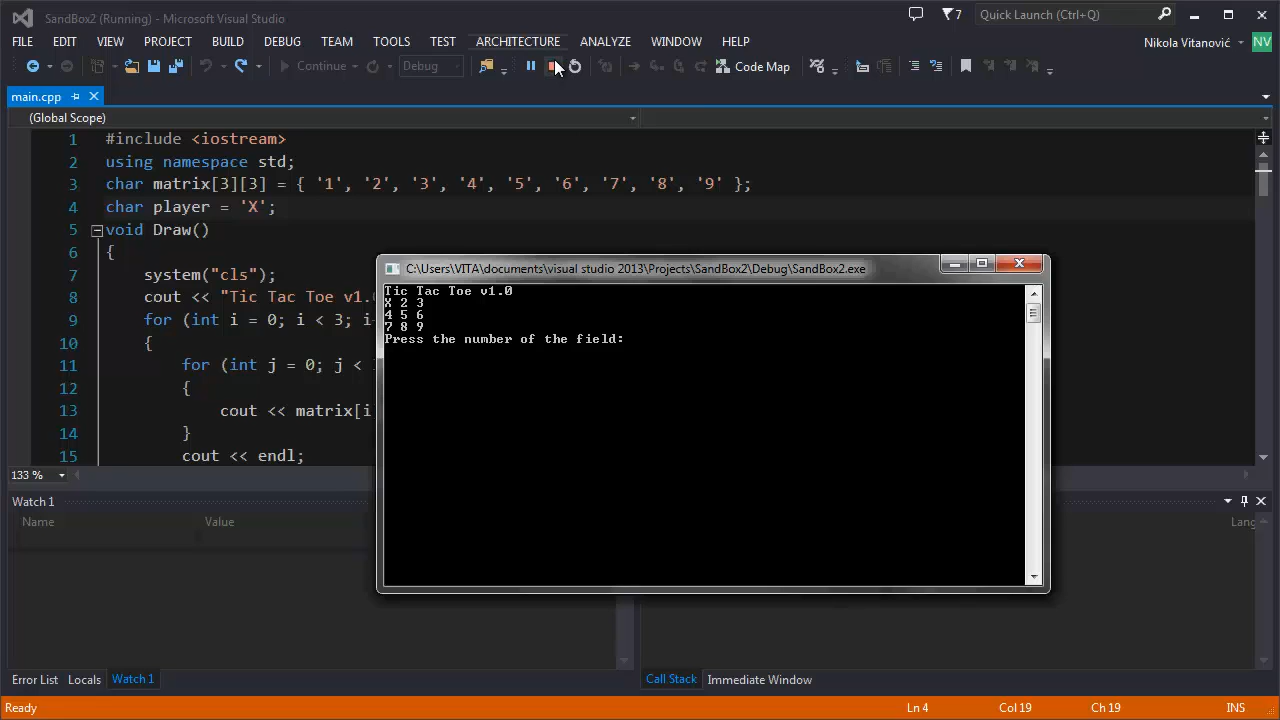 SandBox2 (Running) - Microsoft Visual Studio
7
Quick Launch (Ctrl+Q)
FILE EDIT VIEW PROJECT BUILD DEBUG TEAM TOOLS TEST ARCHITECTURE ANALYZE WINDOW HELP
Nikola Vitanović NV
Continue Debug Code Map
main.cpp
(Global Scope)
1 #include <iostream>
2 using namespace std;
3 char matrix[3][3] = { '1', '2', '3', '4', '5', '6', '7', '8', '9' };
4 char player = 'X';
5 void Draw()
6 {
7 system("cls");
8 cout << "Tic Tac Toe v1.
9 for (int i = 0; i < 3; i
10 {
11 for (int j = 0; j <
12 {
13 cout << matrix[i
14 }
15 cout << endl;
C:\Users\VITA\documents\visual studio 2013\Projects\SandBox2\Debug\SandBox2.exe
Tic Tac Toe v1.0
X 2 3
4 5 6
7 8 9
Press the number of the field:
133 %
Watch 1
Name Value
Lang
Error List Locals Watch 1
Call Stack Immediate Window
Ready Ln 4 Col 19 Ch 19 INS